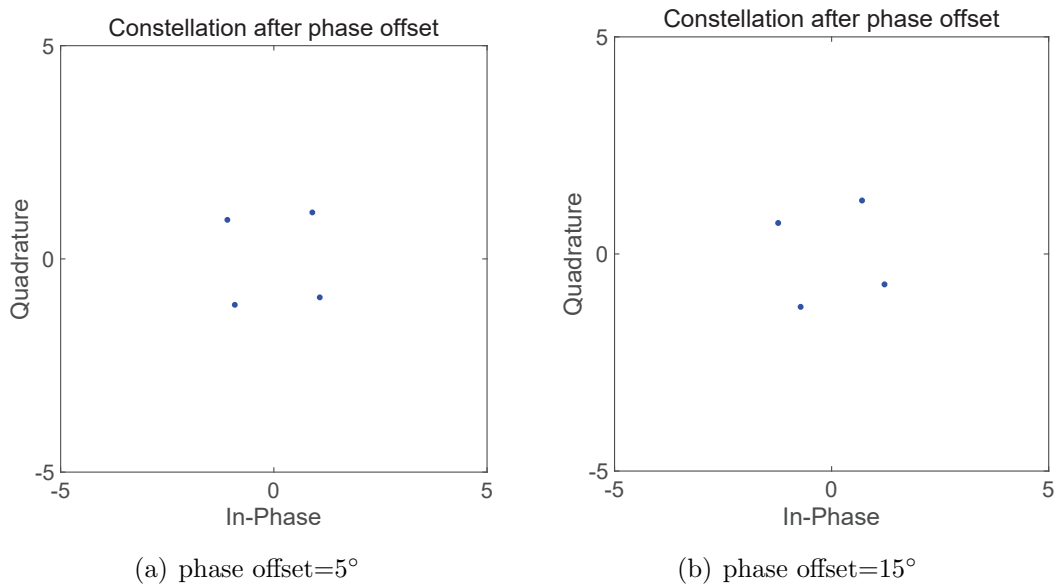 Constellation after phase offset
5
0
-5
-5
0
5
Quadrature
In-Phase
(a) phase offset=5°
Constellation after phase offset
5
0
-5
-5
0
5
Quadrature
In-Phase
(b) phase offset=15°